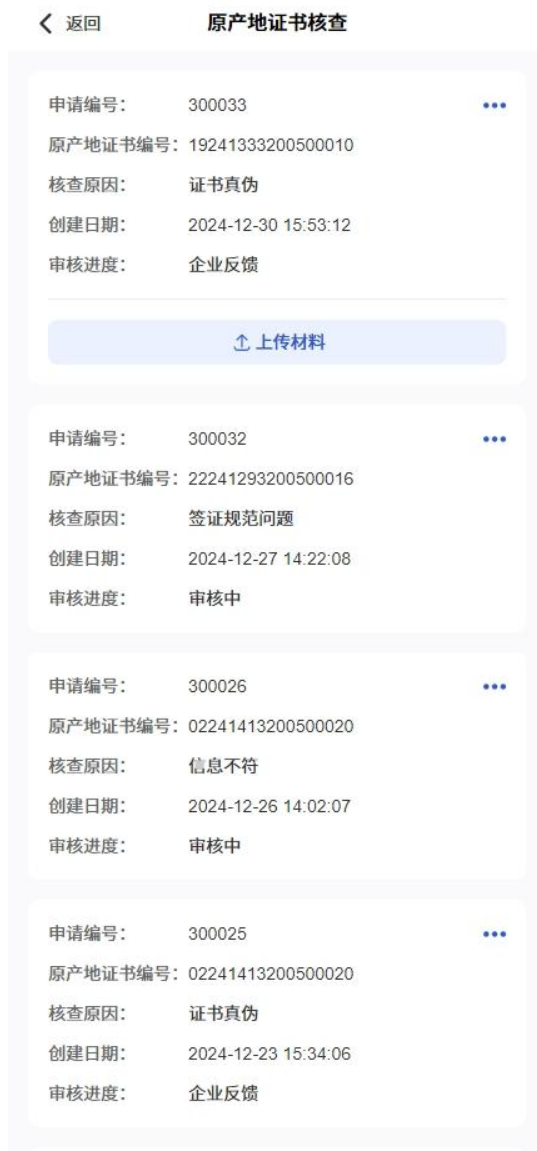 返回 原产地证书核查
申请编号： 300033
原产地证书编号：19241333200500010
核查原因： 证书真伪
创建日期： 2024-12-30 15:53:12
审核进度： 企业反馈
上传材料
申请编号： 300032
原产地证书编号：22241293200500016
核查原因： 签证规范问题
创建日期： 2024-12-27 14:22:08
审核进度： 审核中
申请编号： 300026
原产地证书编号：02241413200500020
核查原因： 信息不符
创建日期： 2024-12-26 14:02:07
审核进度： 审核中
申请编号： 300025
原产地证书编号：02241413200500020
核查原因： 证书真伪
创建日期： 2024-12-23 15:34:06
审核进度： 企业反馈